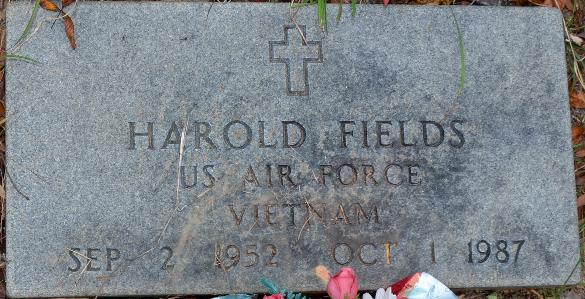 HAROLD FIELDS
US AIR FORCE
VIETNAM
SEP 2 1952 OCT 1 1987